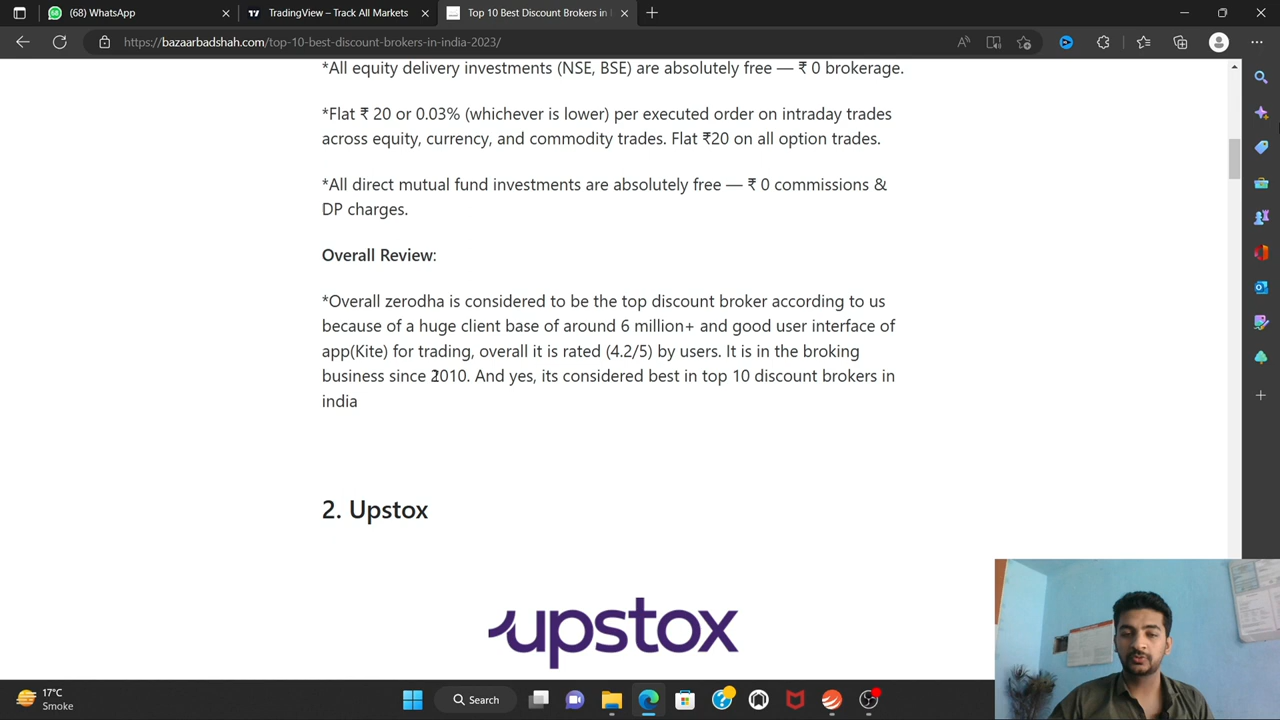 (68) WhatsApp
TradingView – Track All Markets
Top 10 Best Discount Brokers in
https://bazaarbadshah.com/top-10-best-discount-brokers-in-india-2023/
*All equity delivery investments (NSE, BSE) are absolutely free — ₹ 0 brokerage.
*Flat ₹ 20 or 0.03% (whichever is lower) per executed order on intraday trades
across equity, currency, and commodity trades. Flat ₹20 on all option trades.
*All direct mutual fund investments are absolutely free — ₹ 0 commissions &
DP charges.
Overall Review:
*Overall zerodha is considered to be the top discount broker according to us
because of a huge client base of around 6 million+ and good user interface of
app(Kite) for trading, overall it is rated (4.2/5) by users. It is in the broking
business since 2010. And yes, its considered best in top 10 discount brokers in
india
2. Upstox
upstox
17°C
Smoke
Search